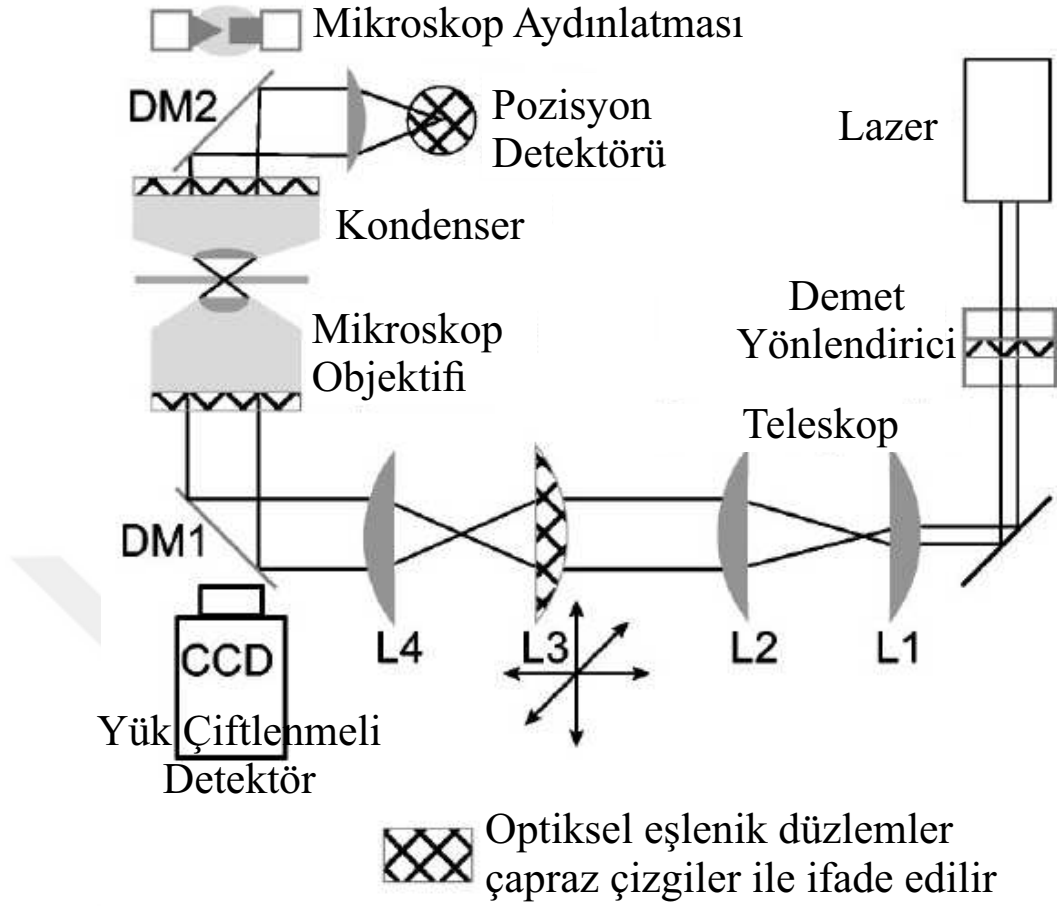 Mikroskop Aydınlatması
DM2
Pozisyon
Detektörü
Lazer
Kondenser
Demet
Yönlendirici
Mikroskop
Objektifi
Teleskop
DM1
L4
L3
L2
L1
CCD
Yük Çiftlenmeli
Detektör
Optiksel eşlenik düzlemler
çapraz çizgiler ile ifade edilir